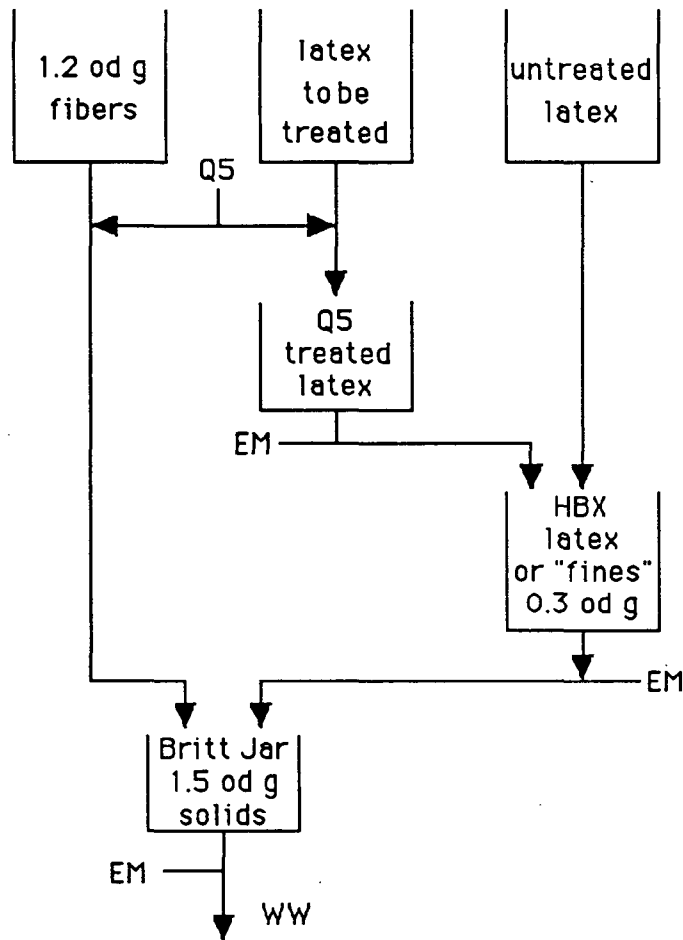 1.2 od g
fibers
latex
to be
treated
untreated
latex
Q5
Q5
treated
latex
EM
HBX
latex
or "fines"
0.3 od g
EM
Britt Jar
1.5 od g
solids
EM
WW